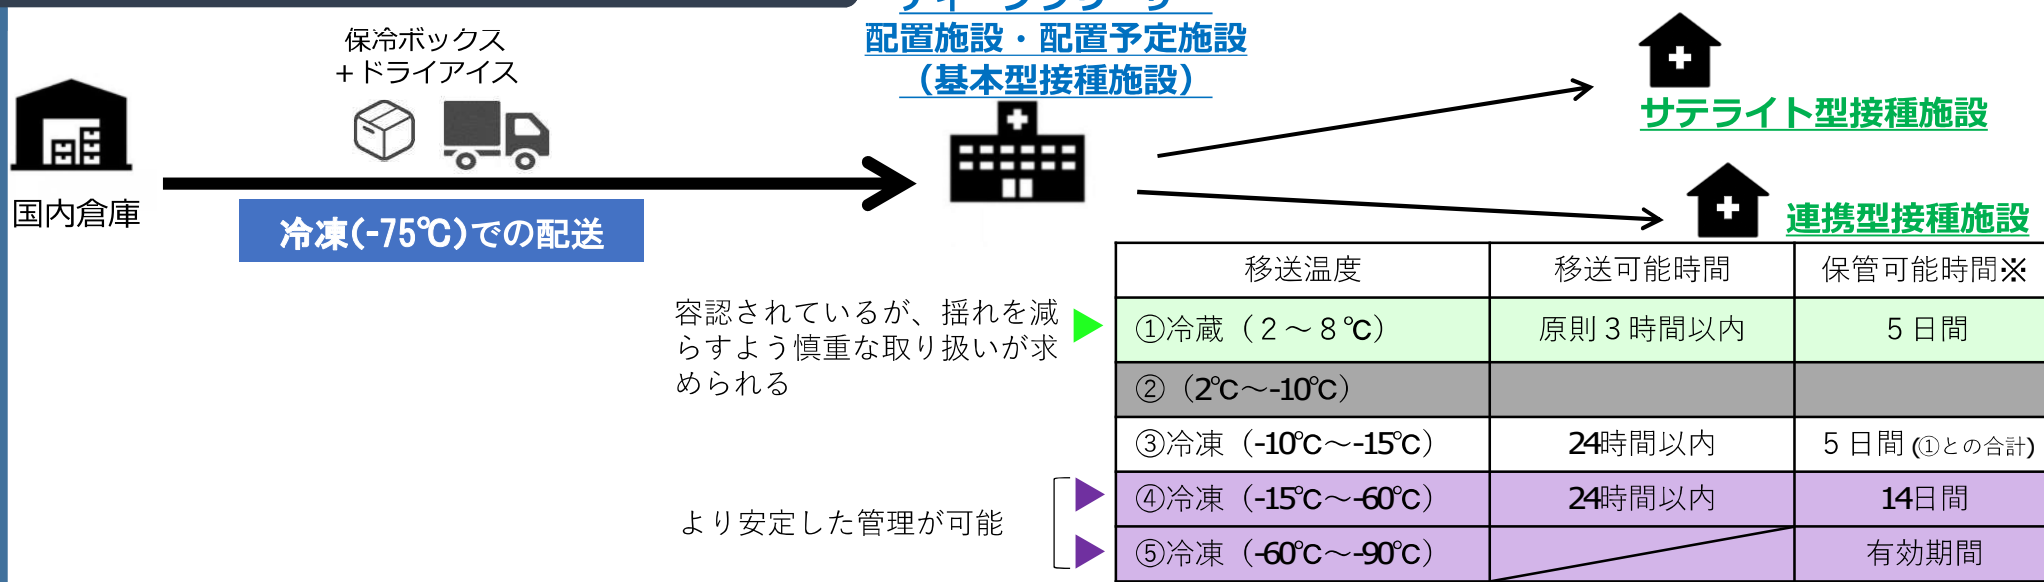 保冷ボックス
+ドライアイス
国内倉庫
冷凍(-75℃)での配送
配置施設・配置予定施設
（基本型接種施設）
サテライト型接種施設
連携型接種施設
容認されているが、揺れを減
らすよう慎重な取り扱いが求
められる
より安定した管理が可能
移送温度 移送可能時間 保管可能時間※
①冷蔵（２～８℃） 原則３時間以内 ５日間
②（2℃～-10℃）
③冷凍（-10℃～-15℃） 24時間以内 ５日間(①との合計)
④冷凍（-15℃～-60℃） 24時間以内 14日間
⑤冷凍（-60℃～-90℃） 有効期間